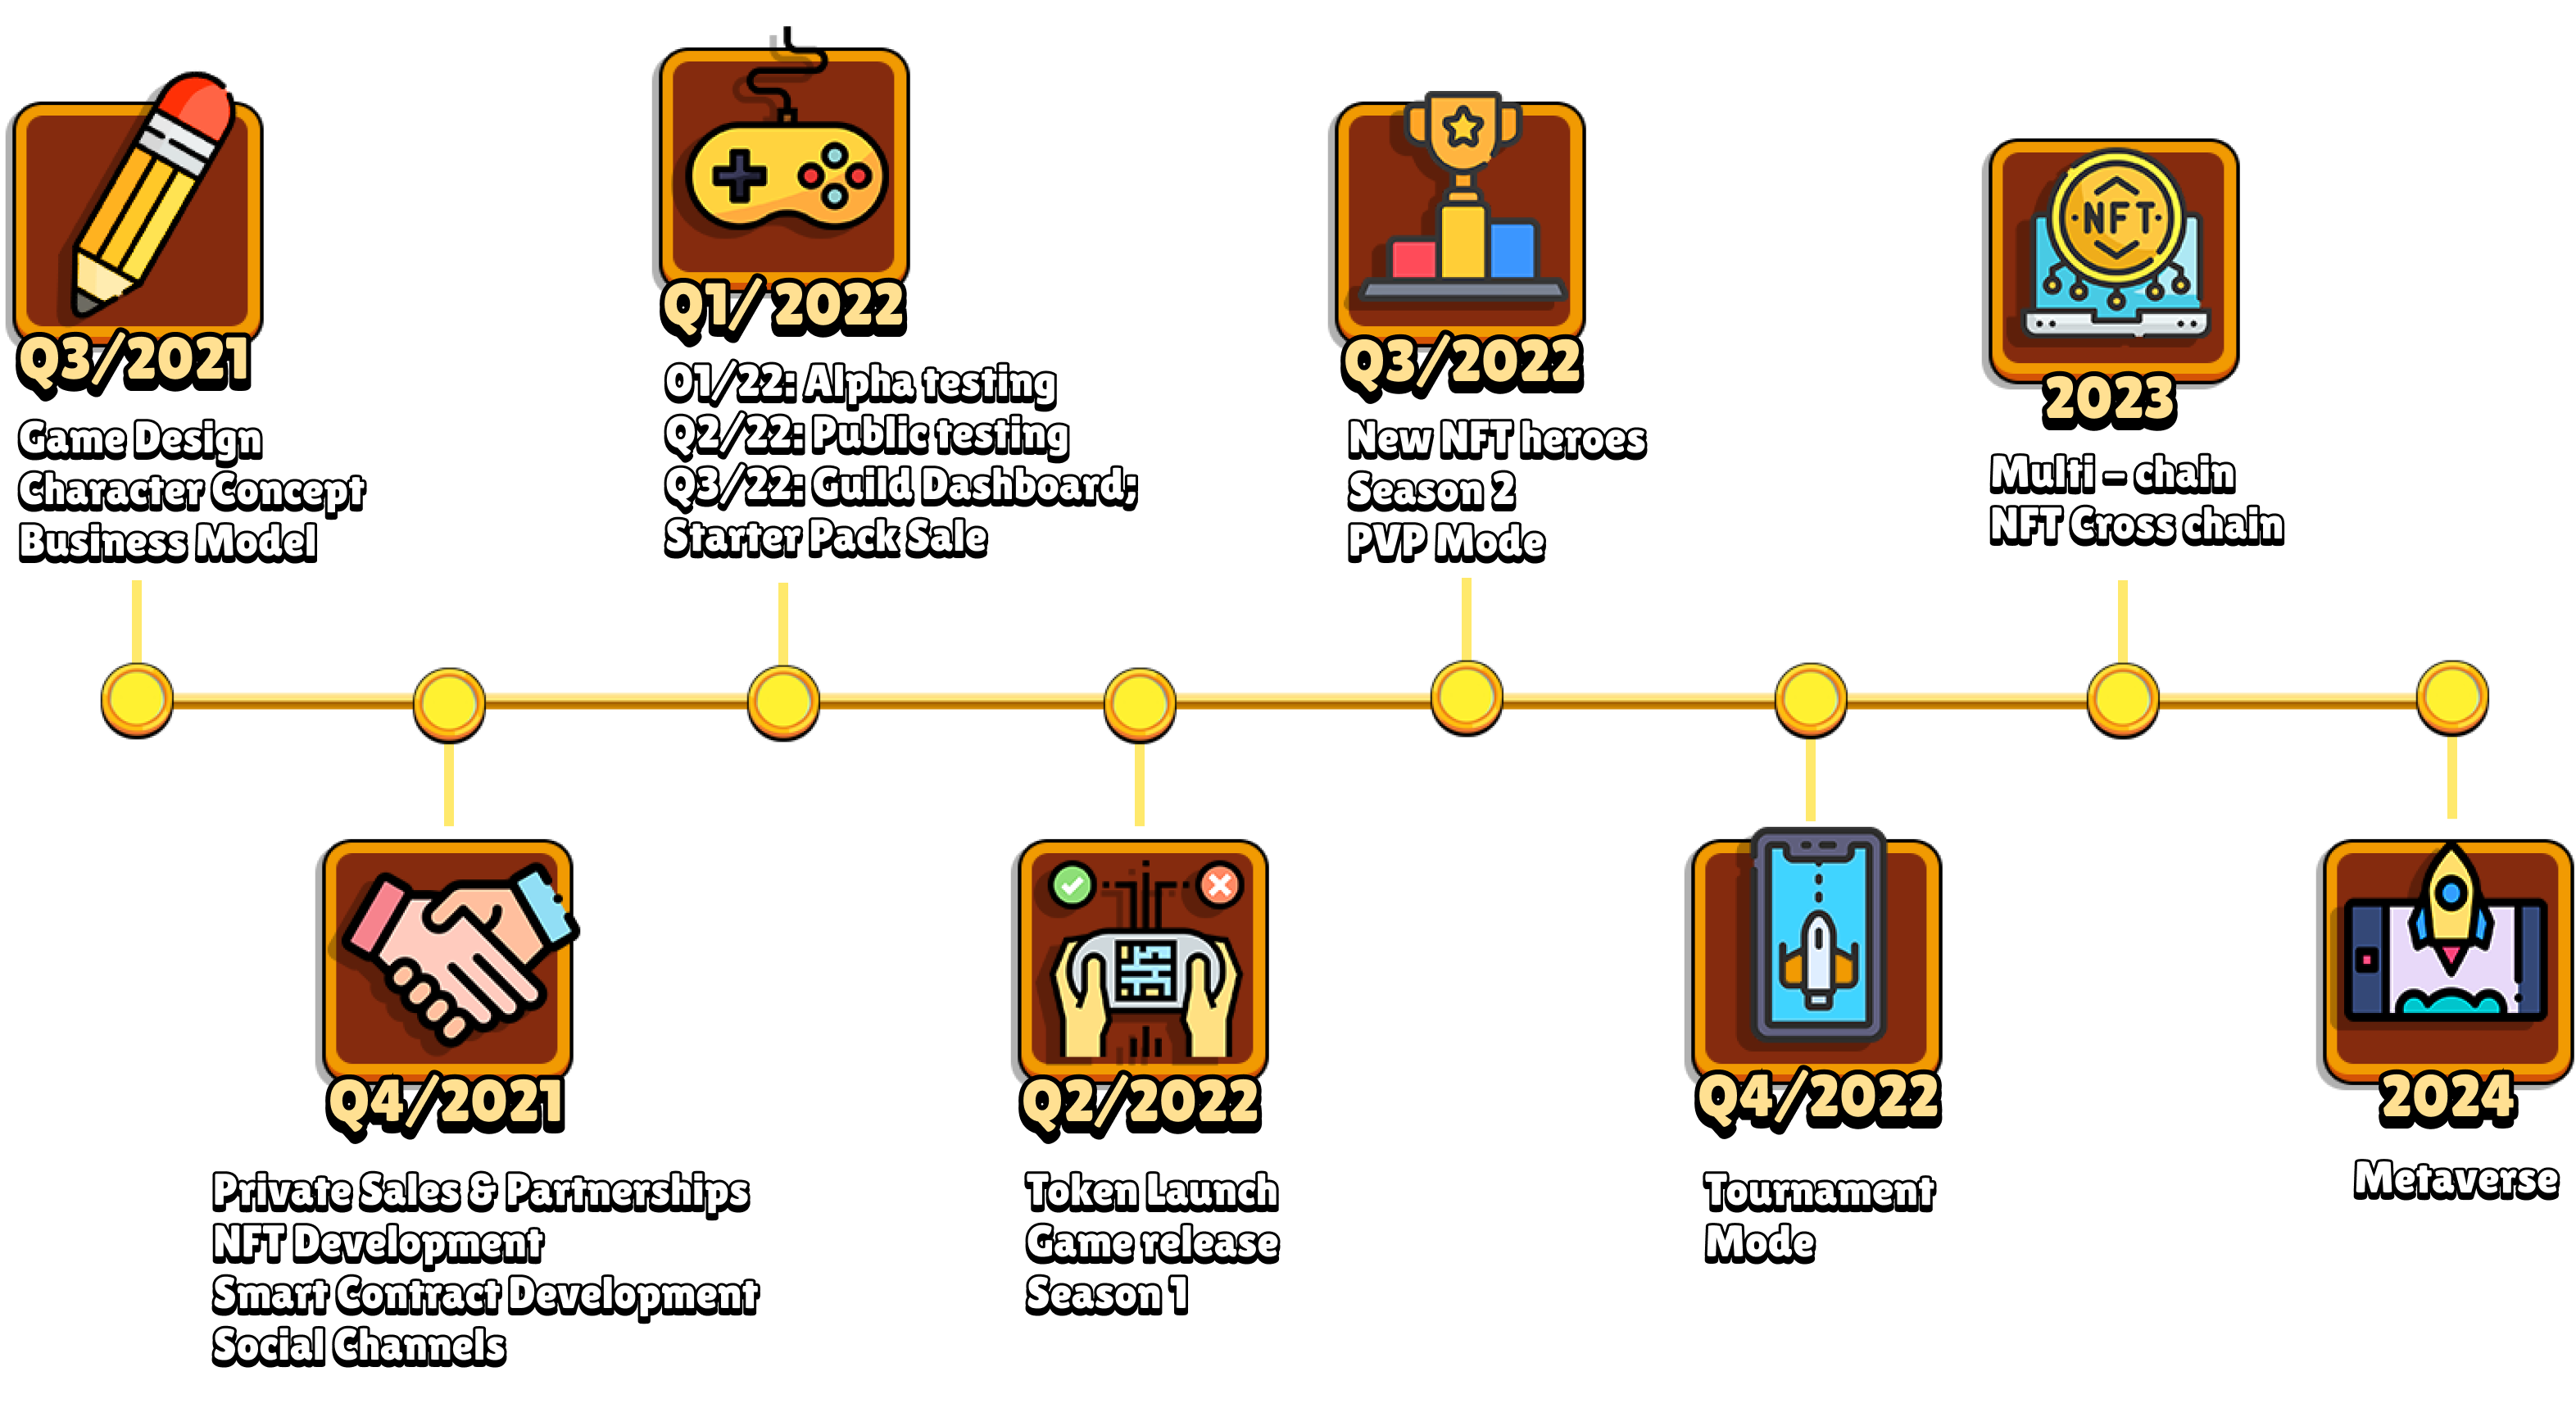 Q3/2021
Game Design
Character Concept
Business Model
Q4/2021
Private Sales & Partnerships
NFT Development
Smart Contract Development
Social Channels
Q1/ 2022
01/22: Alpha testing
Q2/22: Public testing
Q3/22: Guild Dashboard;
Starter Pack Sale
Q2/2022
Token Launch
Game release
Season 1
Q3/2022
New NFT heroes
Season 2
PVP Mode
Q4/2022
Tournament
Mode
NFT
2023
Multi – chain
NFT Cross chain
2024
Metaverse